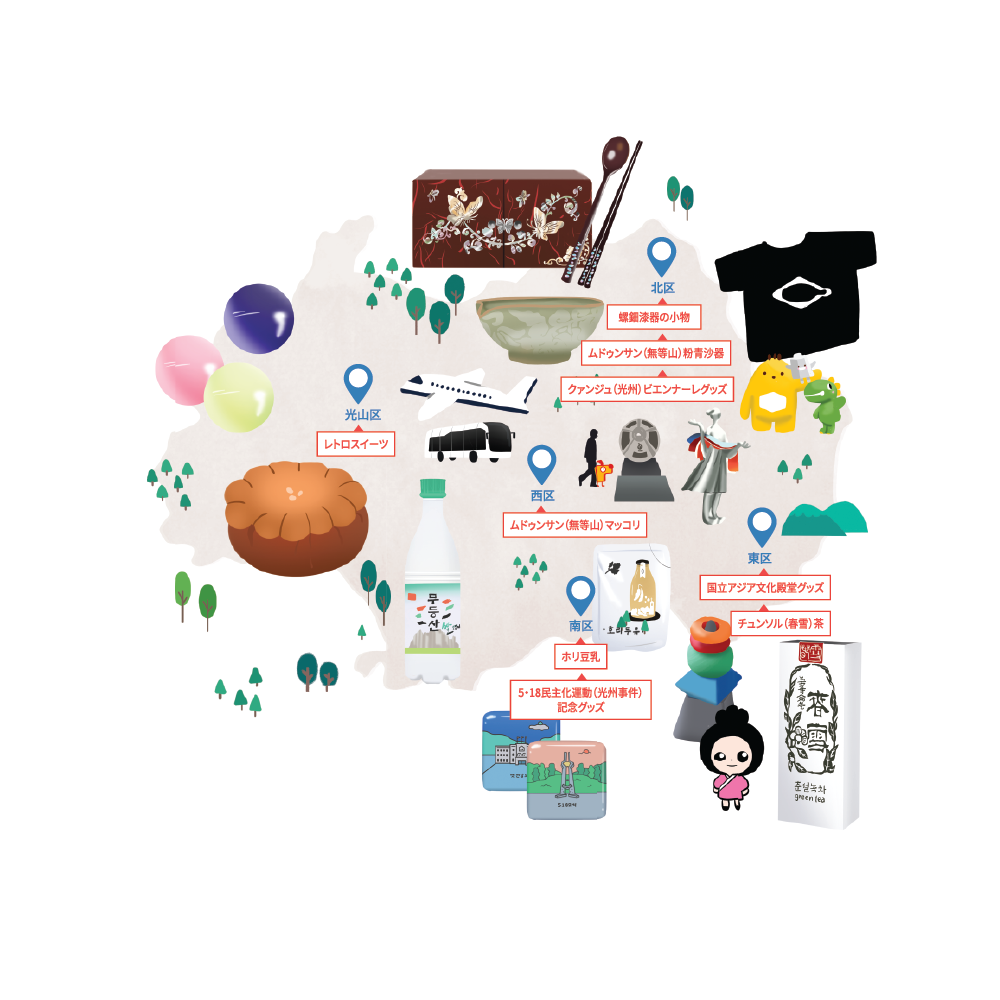 北区
螺鈿漆器の小物
ムドゥンサン（無等山）粉青沙器
クァンジュ（光州）ビエンナーレグッズ
光山区
レトロスイーツ
西区
ムドゥンサン（無等山）マッコリ
東区
国立アジア文化殿堂グッズ
チュンソル（春雪）茶
南区
ホリ豆乳
5・18民主化運動（光州事件）
記念グッズ
무등산
호리두유
春雪
춘설녹차
green tea